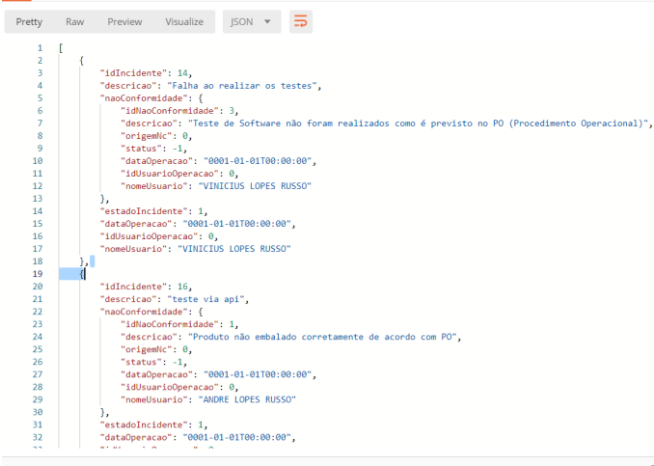 Pretty Raw Preview Visualize JSON
1 [
2 {
3 "idIncidente": 14,
4 "descricao": "Falha ao realizar os testes",
5 "naoConformidade": {
6 "idNaoConformidade": 3,
7 "descricao": "Teste de Software não foram realizados como é previsto no PO (Procedimento Operacional)",
8 "origemNc": 0,
9 "status": -1,
10 "dataOperacao": "0001-01-01T00:00:00",
11 "idUsuarioOperacao": 0,
12 "nomeUsuario": "VINICIUS LOPES RUSSO"
13 },
14 "estadoIncidente": 1,
15 "dataOperacao": "0001-01-01T00:00:00",
16 "idUsuarioOperacao": 0,
17 "nomeUsuario": "VINICIUS LOPES RUSSO"
18 },
19 {
20 "idIncidente": 16,
21 "descricao": "teste via api",
22 "naoConformidade": {
23 "idNaoConformidade": 1,
24 "descricao": "Produto não embalado corretamente de acordo com PO",
25 "origemNc": 0,
26 "status": -1,
27 "dataOperacao": "0001-01-01T00:00:00",
28 "idUsuarioOperacao": 0,
29 "nomeUsuario": "ANDRE LOPES RUSSO"
30 },
31 "estadoIncidente": 1,
32 "dataOperacao": "0001-01-01T00:00:00",